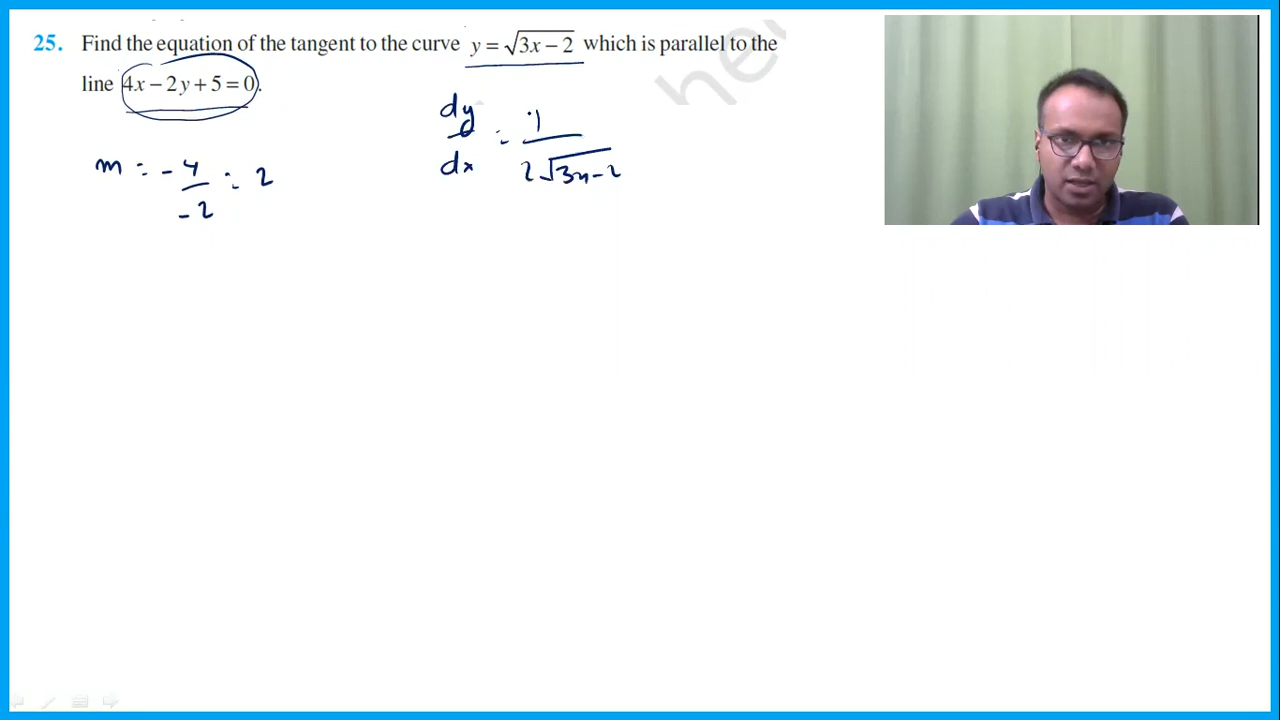 25. Find the equation of the tangent to the curve y = √(3x − 2) which is parallel to the
line 4x − 2y + 5 = 0.
m = -4/-2 = 2
dy/dx = 1/2√3x-2
he